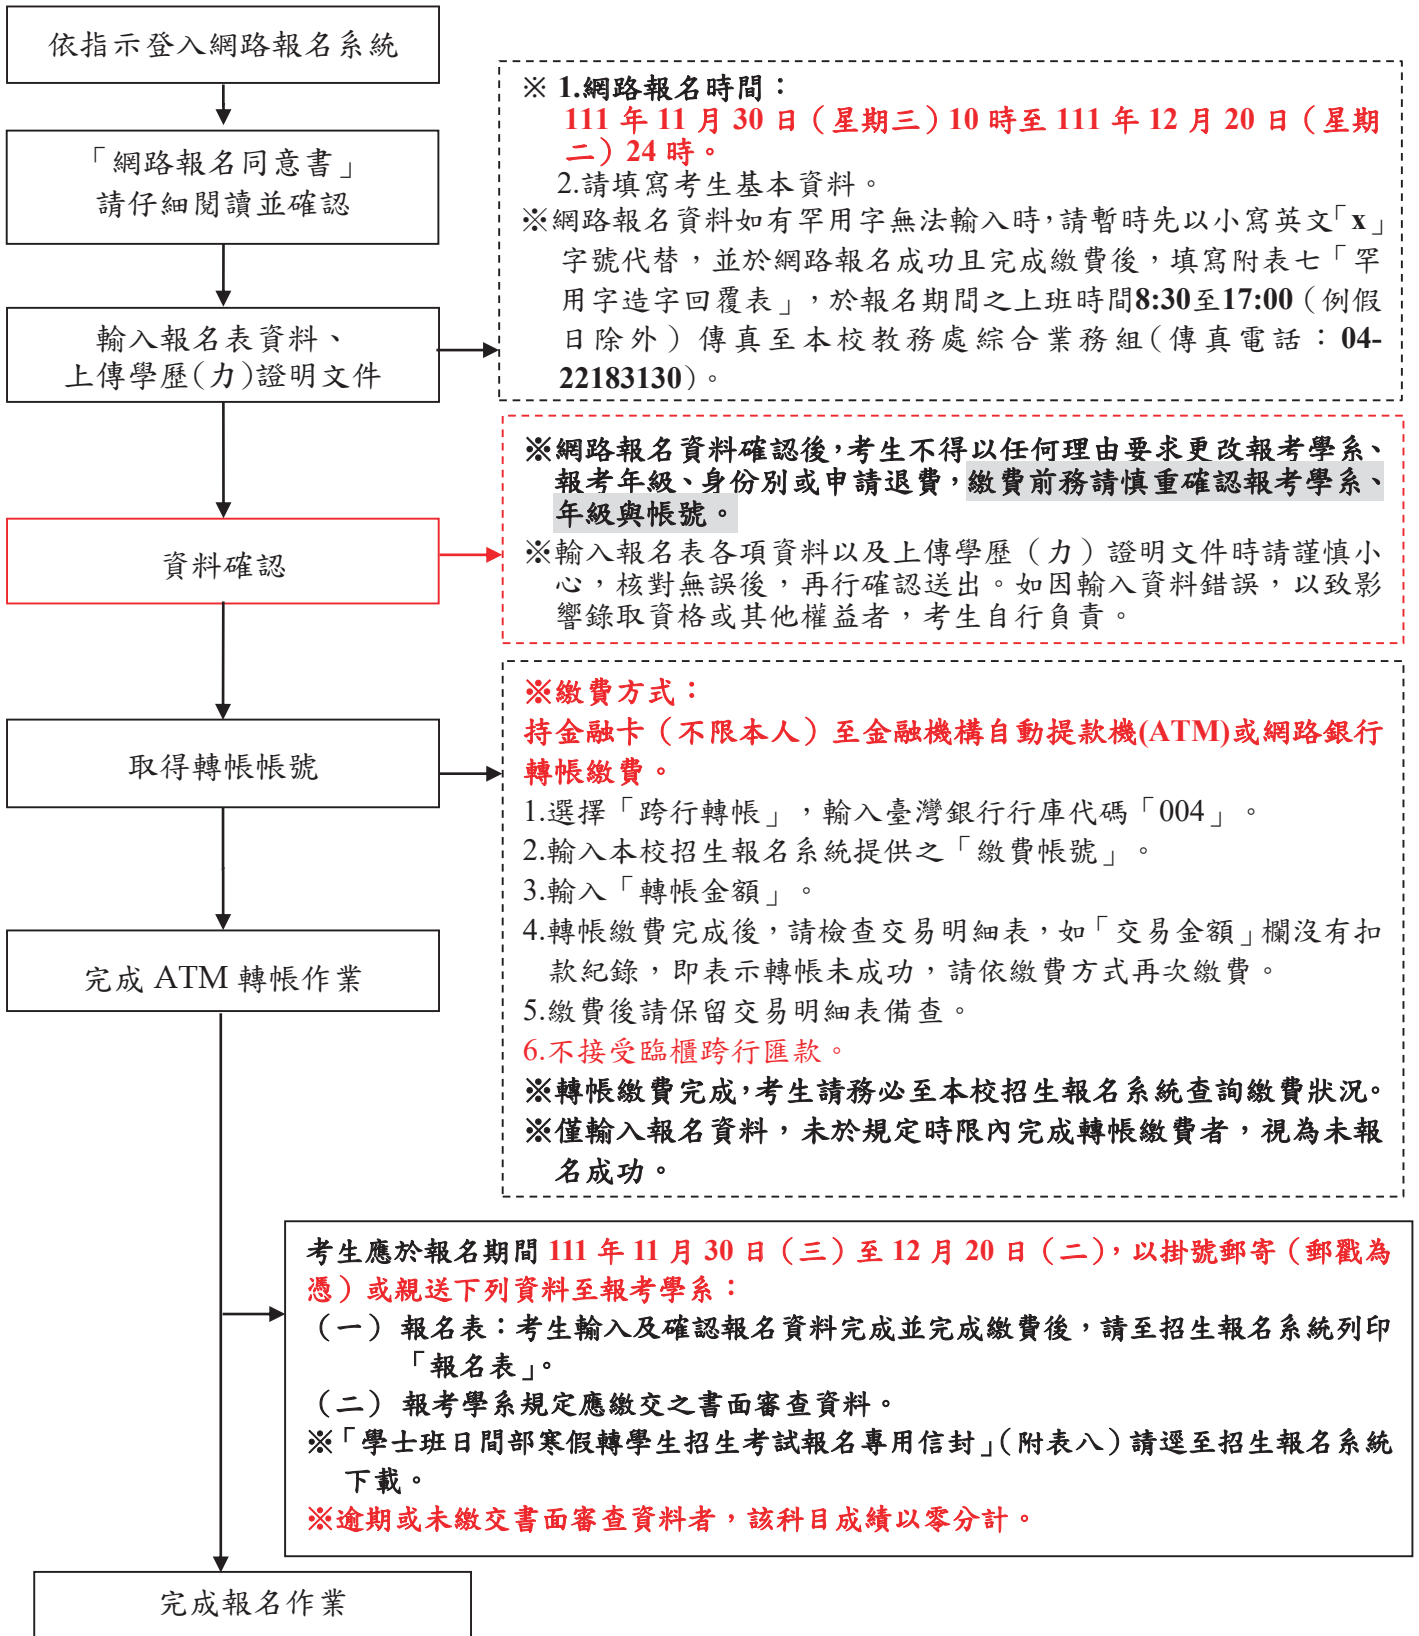 依指示登入網路報名系統
「網路報名同意書」
請仔細閱讀並確認
輸入報名表資料、
上傳學歷(力)證明文件
※ 1.網路報名時間：
111 年 11 月 30 日（星期三）10 時至 111 年 12 月 20 日（星期
二）24 時。
2.請填寫考生基本資料。
※網路報名資料如有罕用字無法輸入時，請暫時先以小寫英文「x」
字號代替，並於網路報名成功且完成繳費後，填寫附表七「罕
用字造字回覆表」，於報名期間之上班時間8:30至17:00（例假
日除外）傳真至本校教務處綜合業務組(傳真電話：04-
22183130)。
資料確認
※網路報名資料確認後，考生不得以任何理由要求更改報考學系、
報考年級、身份別或申請退費，繳費前務請慎重確認報考學系、
年級與帳號。
※輸入報名表各項資料以及上傳學歷（力）證明文件時請謹慎小
心，核對無誤後，再行確認送出。如因輸入資料錯誤，以致影
響錄取資格或其他權益者，考生自行負責。
取得轉帳帳號
※繳費方式：
持金融卡（不限本人）至金融機構自動提款機(ATM)或網路銀行
轉帳繳費。
1.選擇「跨行轉帳」，輸入臺灣銀行行庫代碼「004」。
2.輸入本校招生報名系統提供之「繳費帳號」。
3.輸入「轉帳金額」。
4.轉帳繳費完成後，請檢查交易明細表，如「交易金額」欄沒有扣
款紀錄，即表示轉帳未成功，請依繳費方式再次繳費。
5.繳費後請保留交易明細表備查。
6.不接受臨櫃跨行匯款。
※轉帳繳費完成，考生請務必至本校招生報名系統查詢繳費狀況。
※僅輸入報名資料，未於規定時限內完成轉帳繳費者，視為未報
名成功。
完成 ATM 轉帳作業
考生應於報名期間 111 年 11 月 30 日（三）至 12 月 20 日（二），以掛號郵寄（郵戳為
憑）或親送下列資料至報考學系：
（一） 報名表：考生輸入及確認報名資料完成並完成繳費後，請至招生報名系統列印
「報名表」。
（二） 報考學系規定應繳交之書面審查資料。
※「學士班日間部寒假轉學生招生考試報名專用信封」（附表八）請逕至招生報名系統
下載。
※逾期或未繳交書面審查資料者，該科目成績以零分計。
完成報名作業